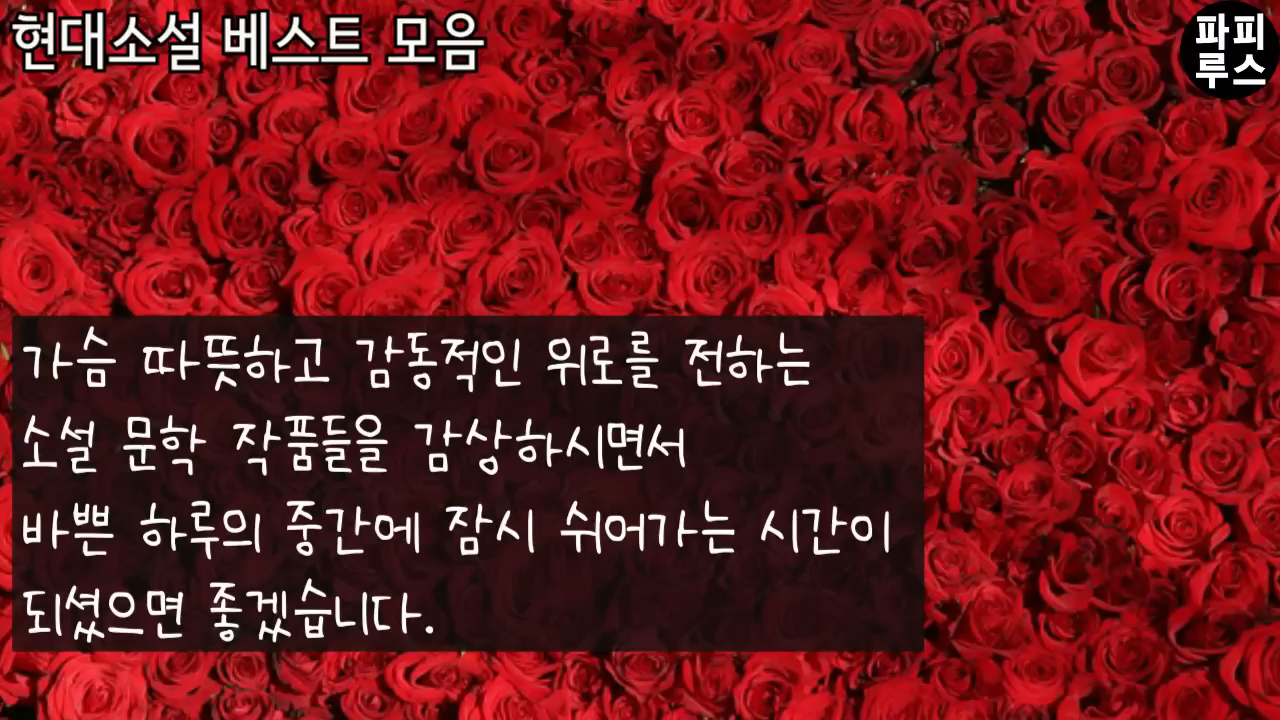 현대소설 베스트 모음
파피
루스
가슴 따뜻하고 감동적인 위로를 전하는
소설 문학 작품들을 감상하시면서
바쁜 하루의 중간에 잠시 쉬어가는 시간이
되셨으면 좋겠습니다.